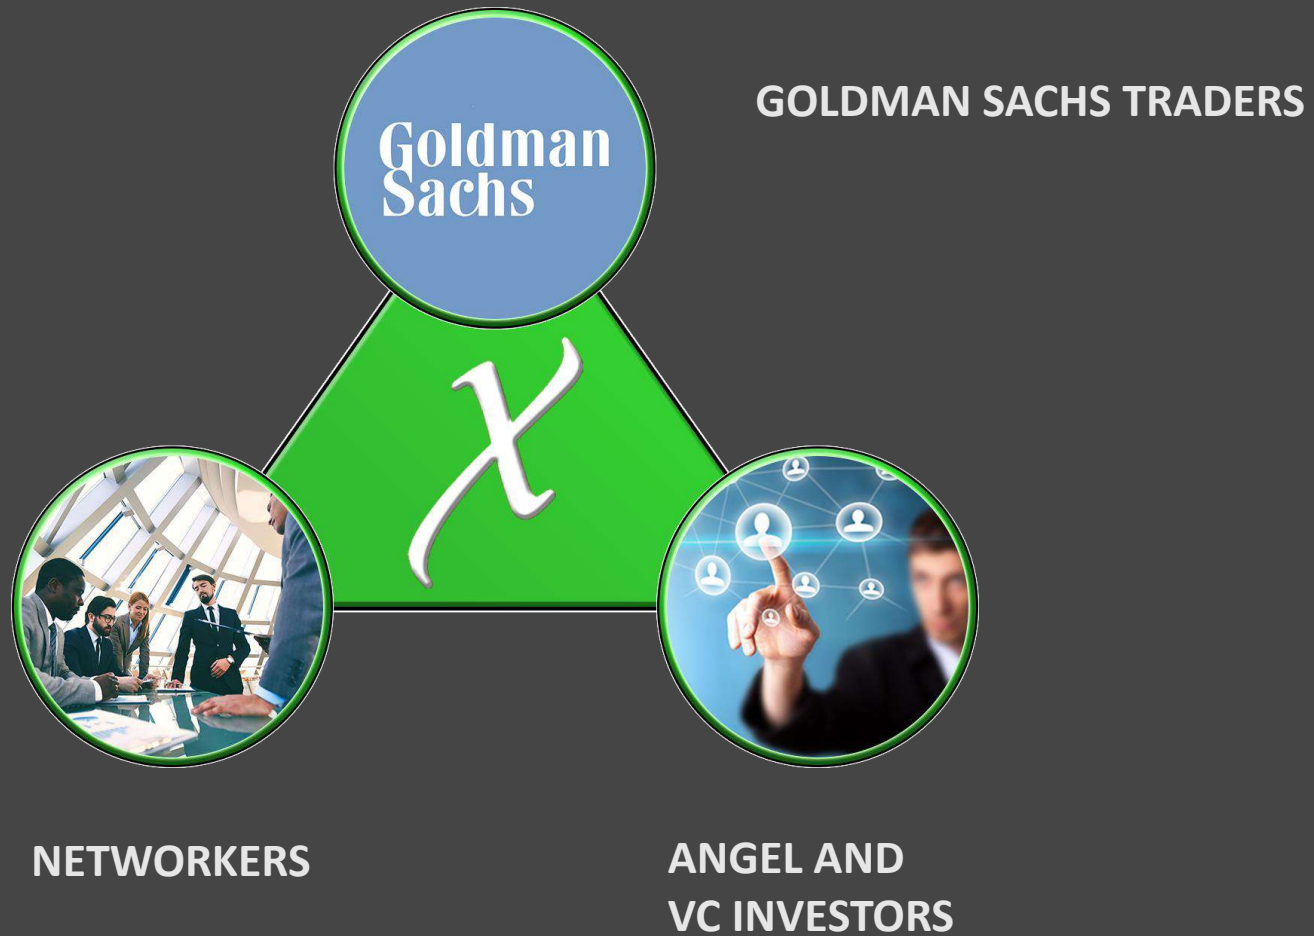 Goldman
Sachs
GOLDMAN SACHS TRADERS
X
NETWORKERS
ANGEL AND
VC INVESTORS